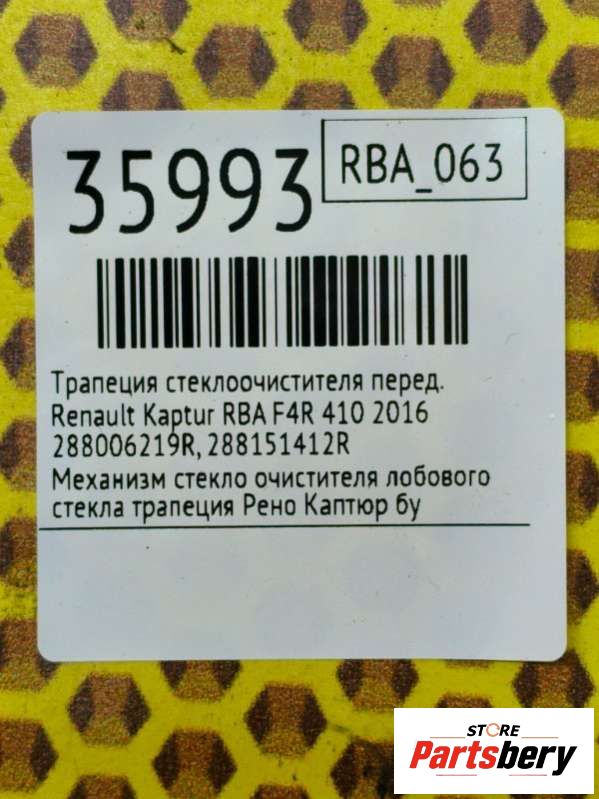 35993
RBA_063
Трапеция стеклоочистителя перед.
Renault Kaptur RBA F4R 410 2016
288006219R, 288151412R
Механизм стекло очистителя лобового
стекла трапеция Рено Каптюр бу
STORE
Partsbery